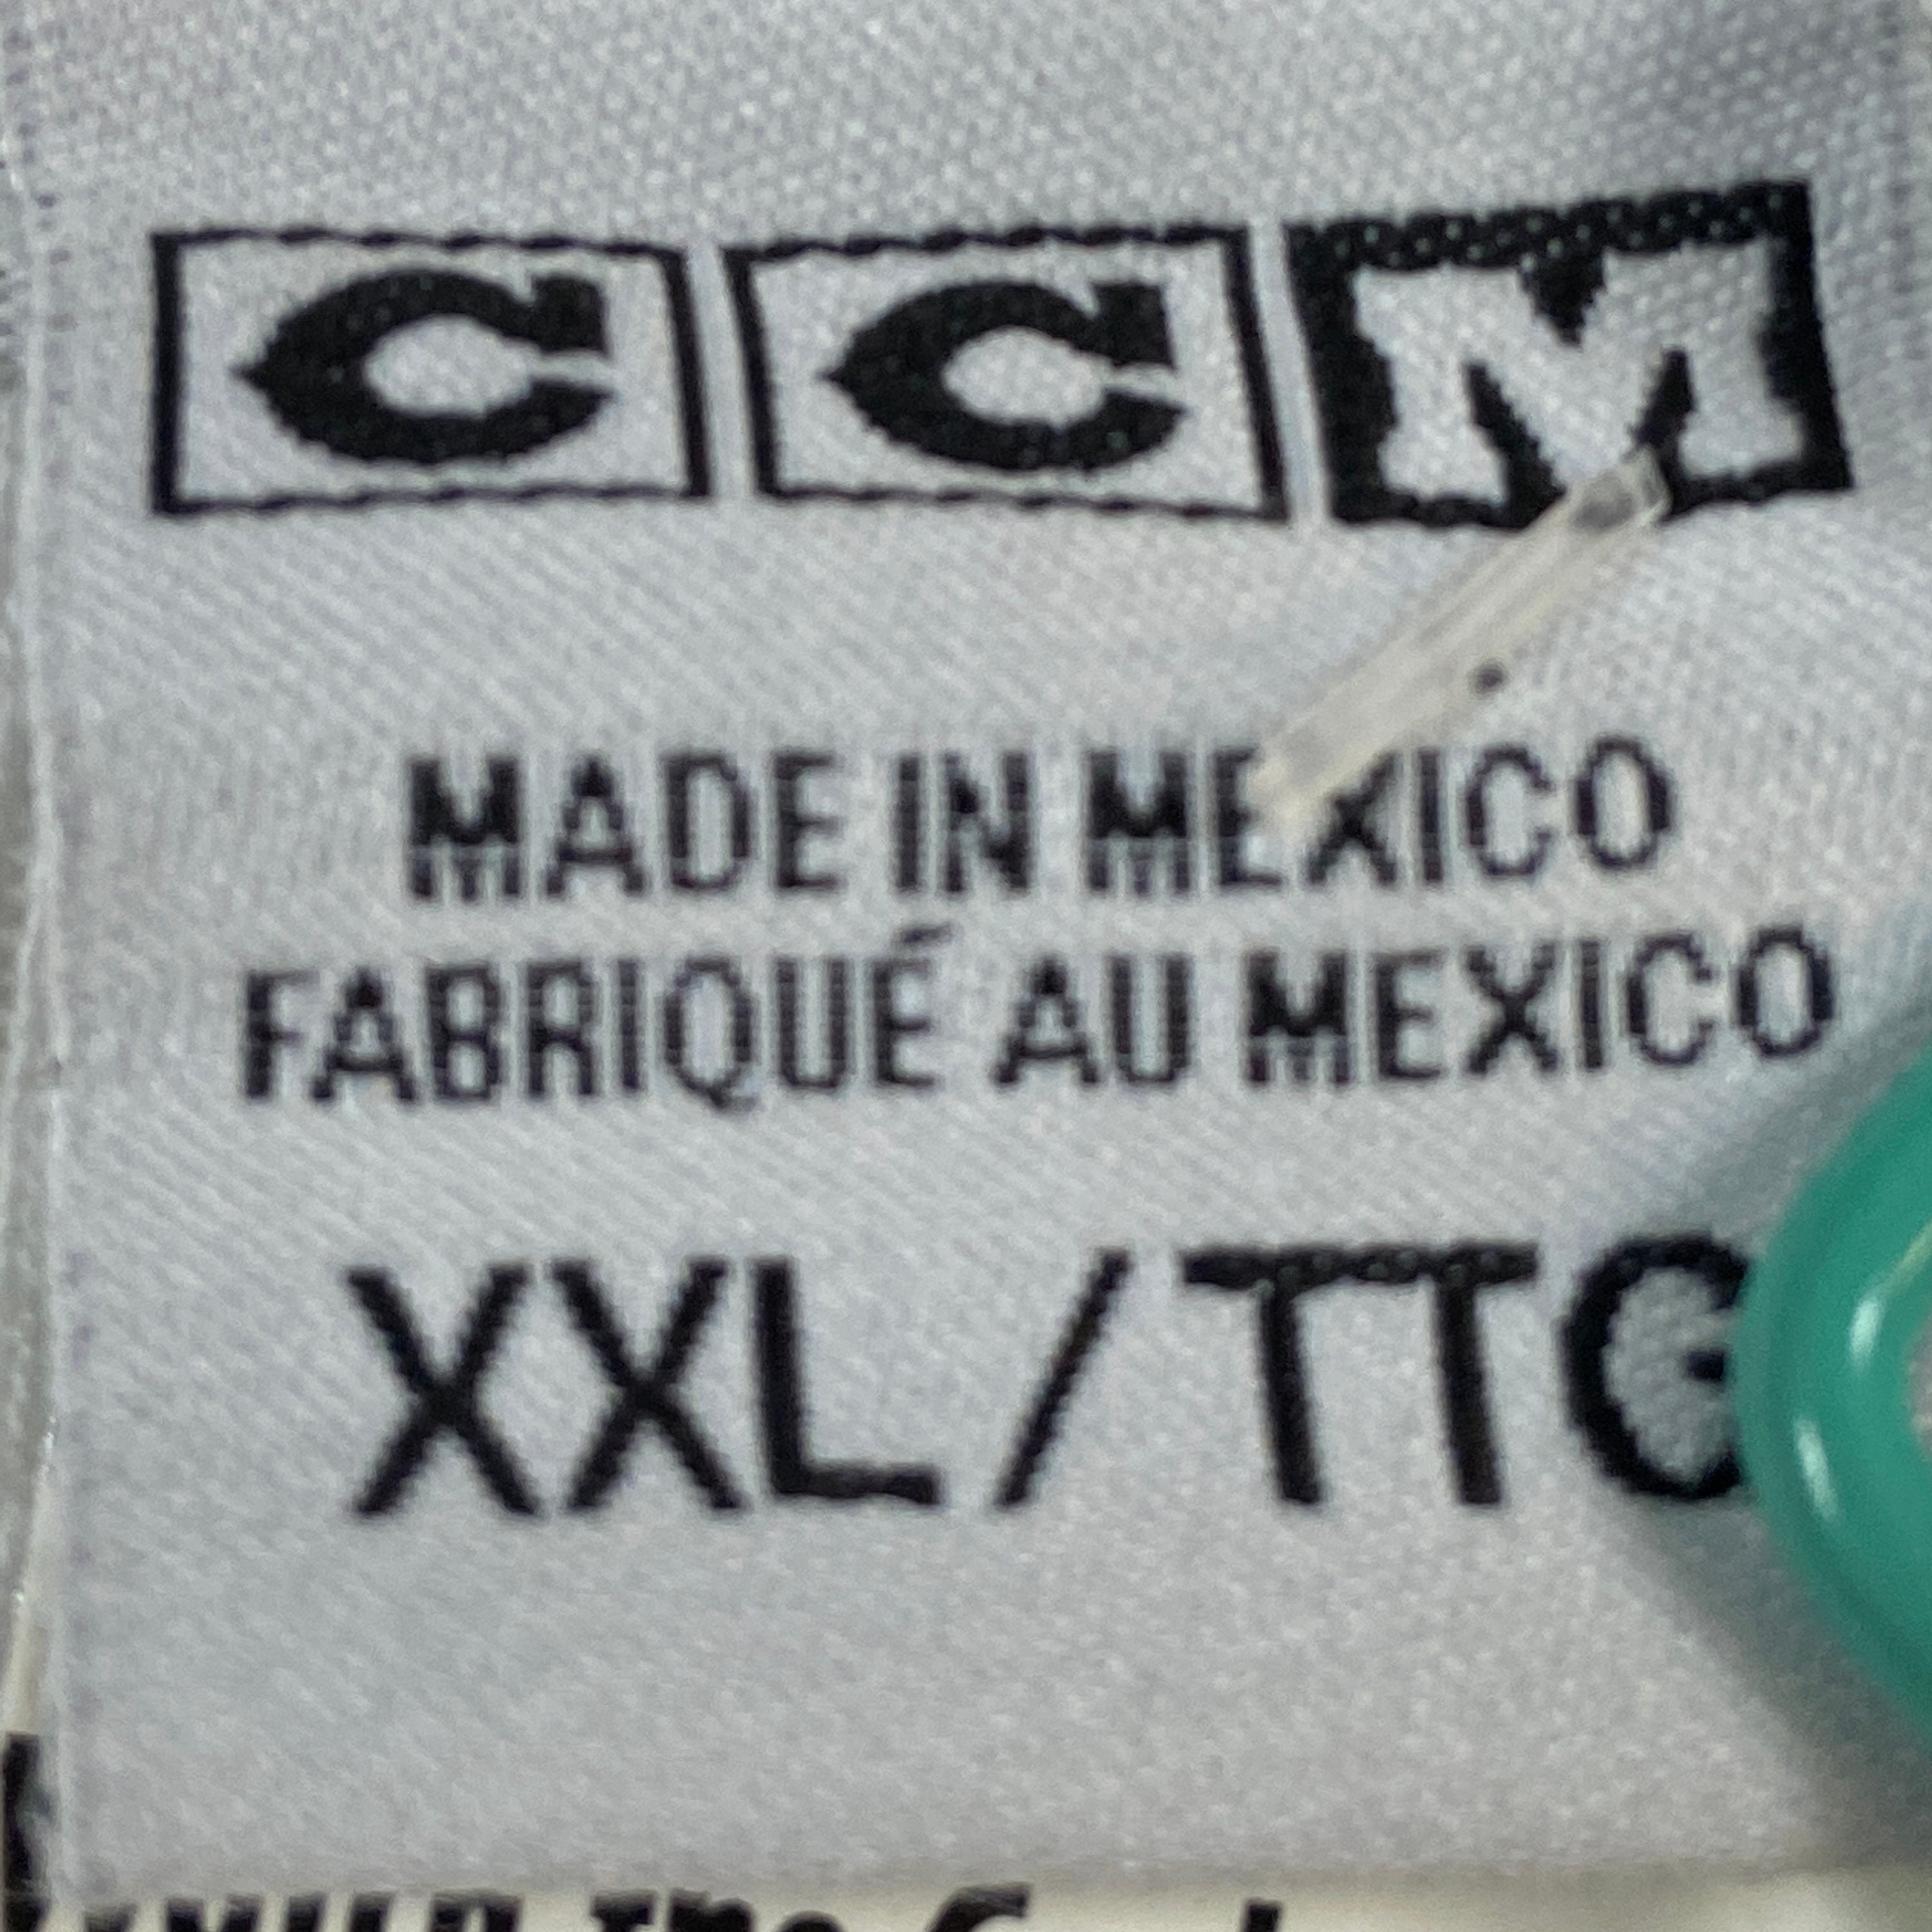 CCM
MADE IN MEXICO
FABRIQUÉ AU MEXICO
XXL / TTG